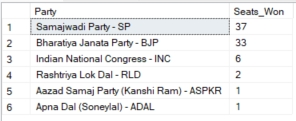 Party Seats_Won
1 Samajwadi Party - SP 37
2 Bharatiya Janata Party - BJP 33
3 Indian National Congress - INC 6
4 Rashtriya Lok Dal - RLD 2
5 Aazad Samaj Party (Kanshi Ram) - ASPKR 1
6 Apna Dal (Soneylal) - ADAL 1